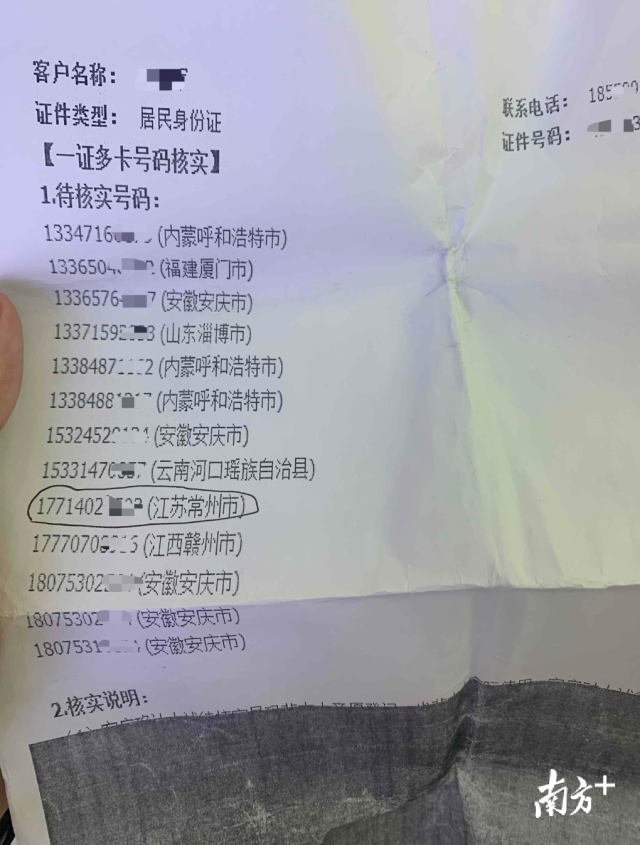 客户名称:
联系电话: 185
证件类型: 居民身份证
证件号码:
【一证多卡号码核实】
1.待核实号码:
1334716 (内蒙呼和浩特市)
1336504 (福建厦门市)
1336576 7 (安徽安庆市)
1337159 3 (山东淄博市)
1338487 2 (内蒙呼和浩特市)
1338488 (内蒙呼和浩特市)
1532452 (安徽安庆市)
1533147 7 (云南河口瑶族自治县)
1771402 (江苏常州市)
1777070 6 (江西赣州市)
18075302 (安徽安庆市)
1807530 (安徽安庆市)
1807531 (安徽安庆市)
2.核实说明:
南方+